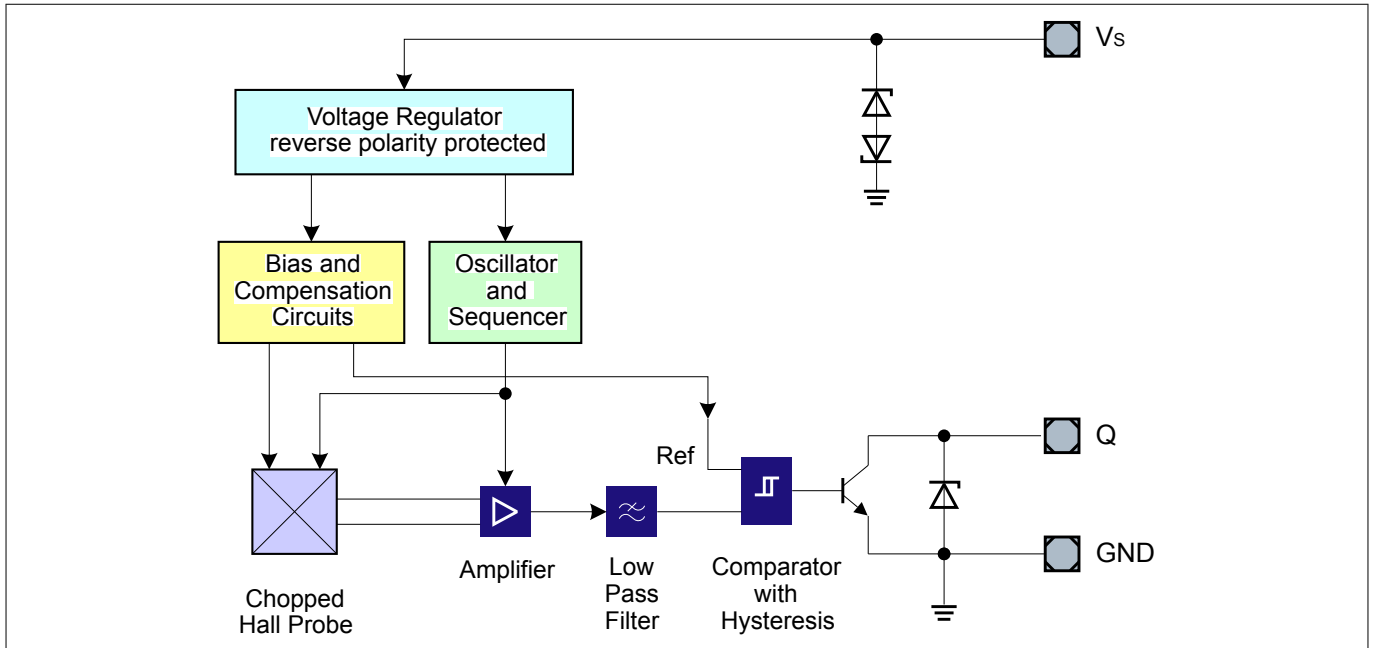 Vs
Voltage Regulator
reverse polarity protected
Bias and
Compensation
Circuits
Oscillator
and
Sequencer
Ref
Q
GND
Amplifier
Low
Pass
Filter
Comparator
with
Hysteresis
Chopped
Hall Probe